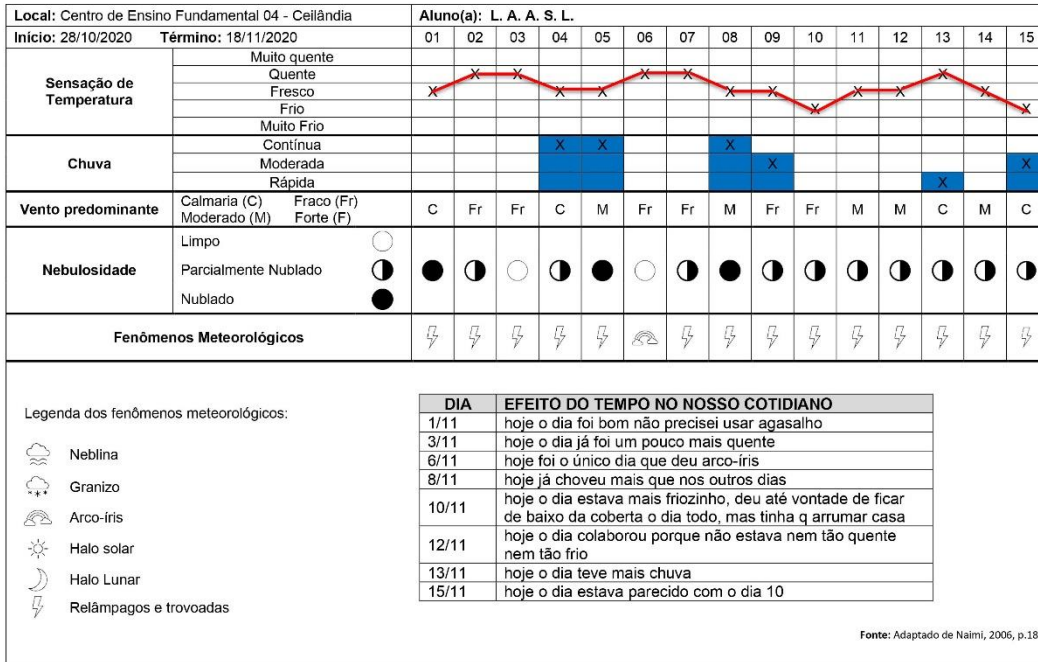 Local: Centro de Ensino Fundamental 04 - Ceilândia Aluno(a): L. A. A. S. L.
Início: 28/10/2020 Término: 18/11/2020 01 02 03 04 05 06 07 08 09 10 11 12 13 14 15
Sensação de Temperatura
Muito quente
Quente X X X X X
Fresco X X X X X X X X
Frio X X
Muito Frio
Chuva
Contínua X X X
Moderada X X
Rápida X
Vento predominante
Calmaria (C) Fraco (Fr)
Moderado (M) Forte (F)
C Fr Fr C M Fr Fr M Fr Fr M M C M C
Nebulosidade
Limpo
Parcialmente Nublado
Nublado
Fenômenos Meteorológicos
Legenda dos fenômenos meteorológicos:
Neblina
Granizo
Arco-íris
Halo solar
Halo Lunar
Relâmpagos e trovoadas
DIA EFEITO DO TEMPO NO NOSSO COTIDIANO
1/11 hoje o dia foi bom não precisei usar agasalho
3/11 hoje o dia já foi um pouco mais quente
6/11 hoje foi o único dia que deu arco-íris
8/11 hoje já choveu mais que nos outros dias
10/11 hoje o dia estava mais friozinho, deu até vontade de ficar
de baixo da coberta o dia todo, mas tinha q arrumar casa
12/11 hoje o dia colaborou porque não estava nem tão quente
nem tão frio
13/11 hoje o dia teve mais chuva
15/11 hoje o dia estava parecido com o dia 10
Fonte: Adaptado de Naimi, 2006, p.18